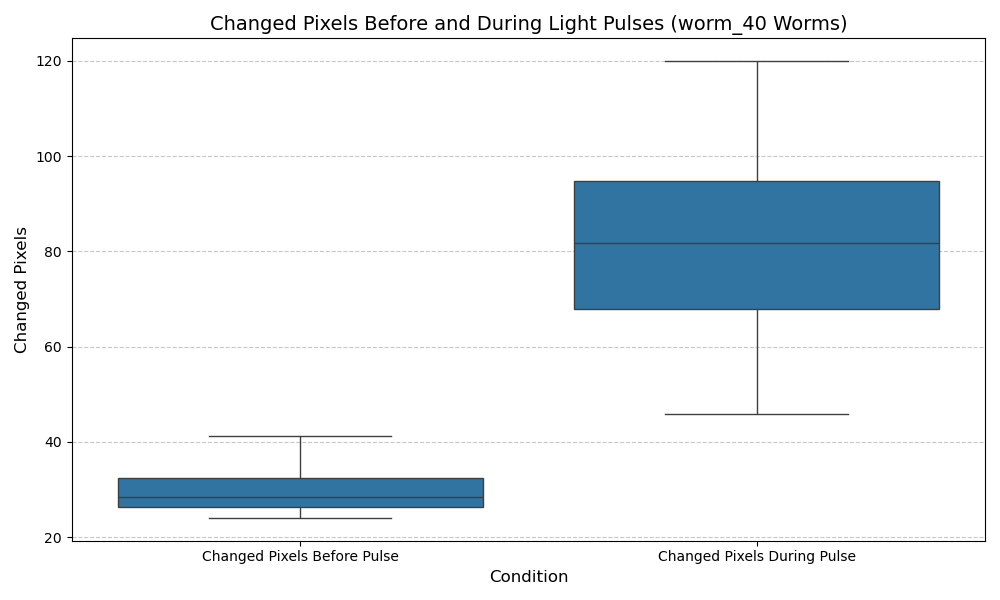 Changed Pixels Before and During Light Pulses (worm_40 Worms)
120
100
80
60
40
20
Changed Pixels
Changed Pixels Before Pulse
Changed Pixels During Pulse
Condition